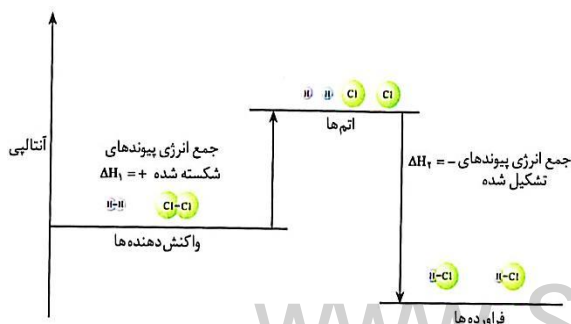 آنتالپی
H H Cl Cl
اتم‌ها
جمع انرژی پیوندهای
شکسته شده + = ΔH₁
H-H Cl-Cl
واکنش‌دهنده‌ها
جمع انرژی پیوندهای − = ΔH₂
تشکیل شده
H-Cl H-Cl
فراورده‌ها
www.s